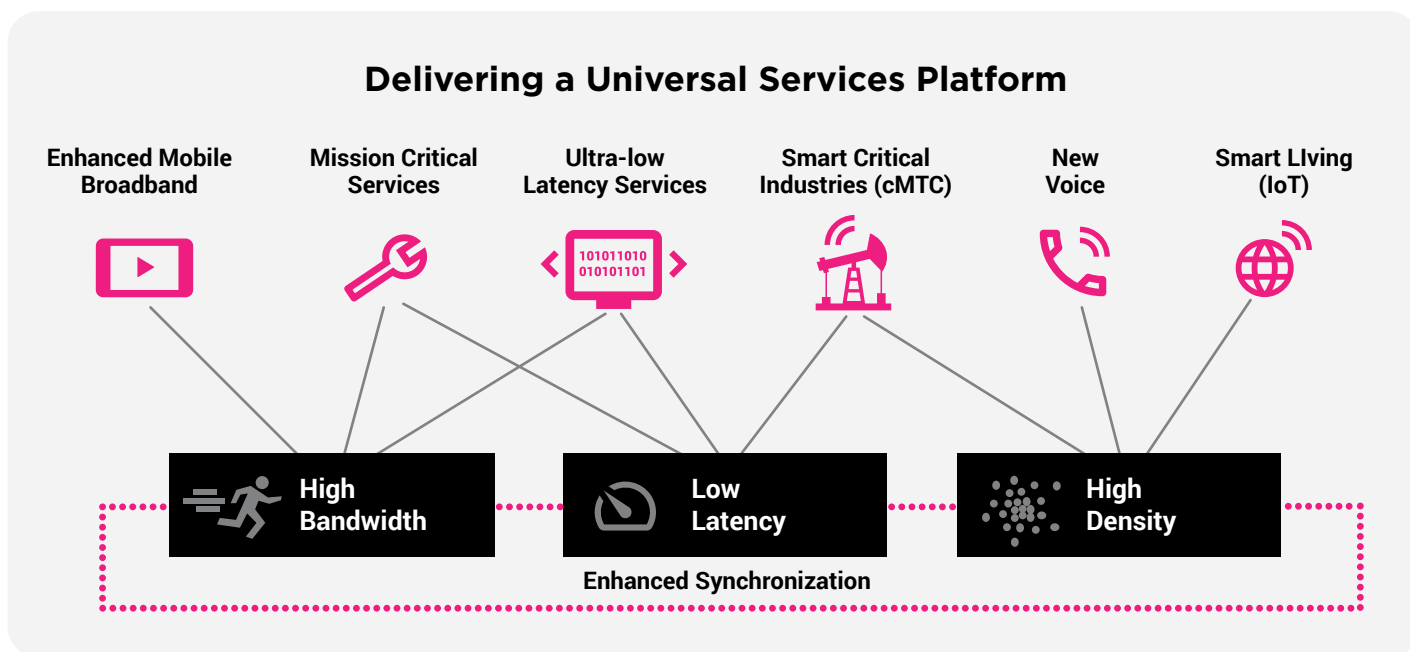 Delivering a Universal Services Platform
Enhanced Mobile
Broadband
Mission Critical
Services
Ultra-low
Latency Services
Smart Critical
Industries (cMTC)
New
Voice
Smart LIving
(IoT)
101011010
010101101
High
Bandwidth
Low
Latency
High
Density
Enhanced Synchronization